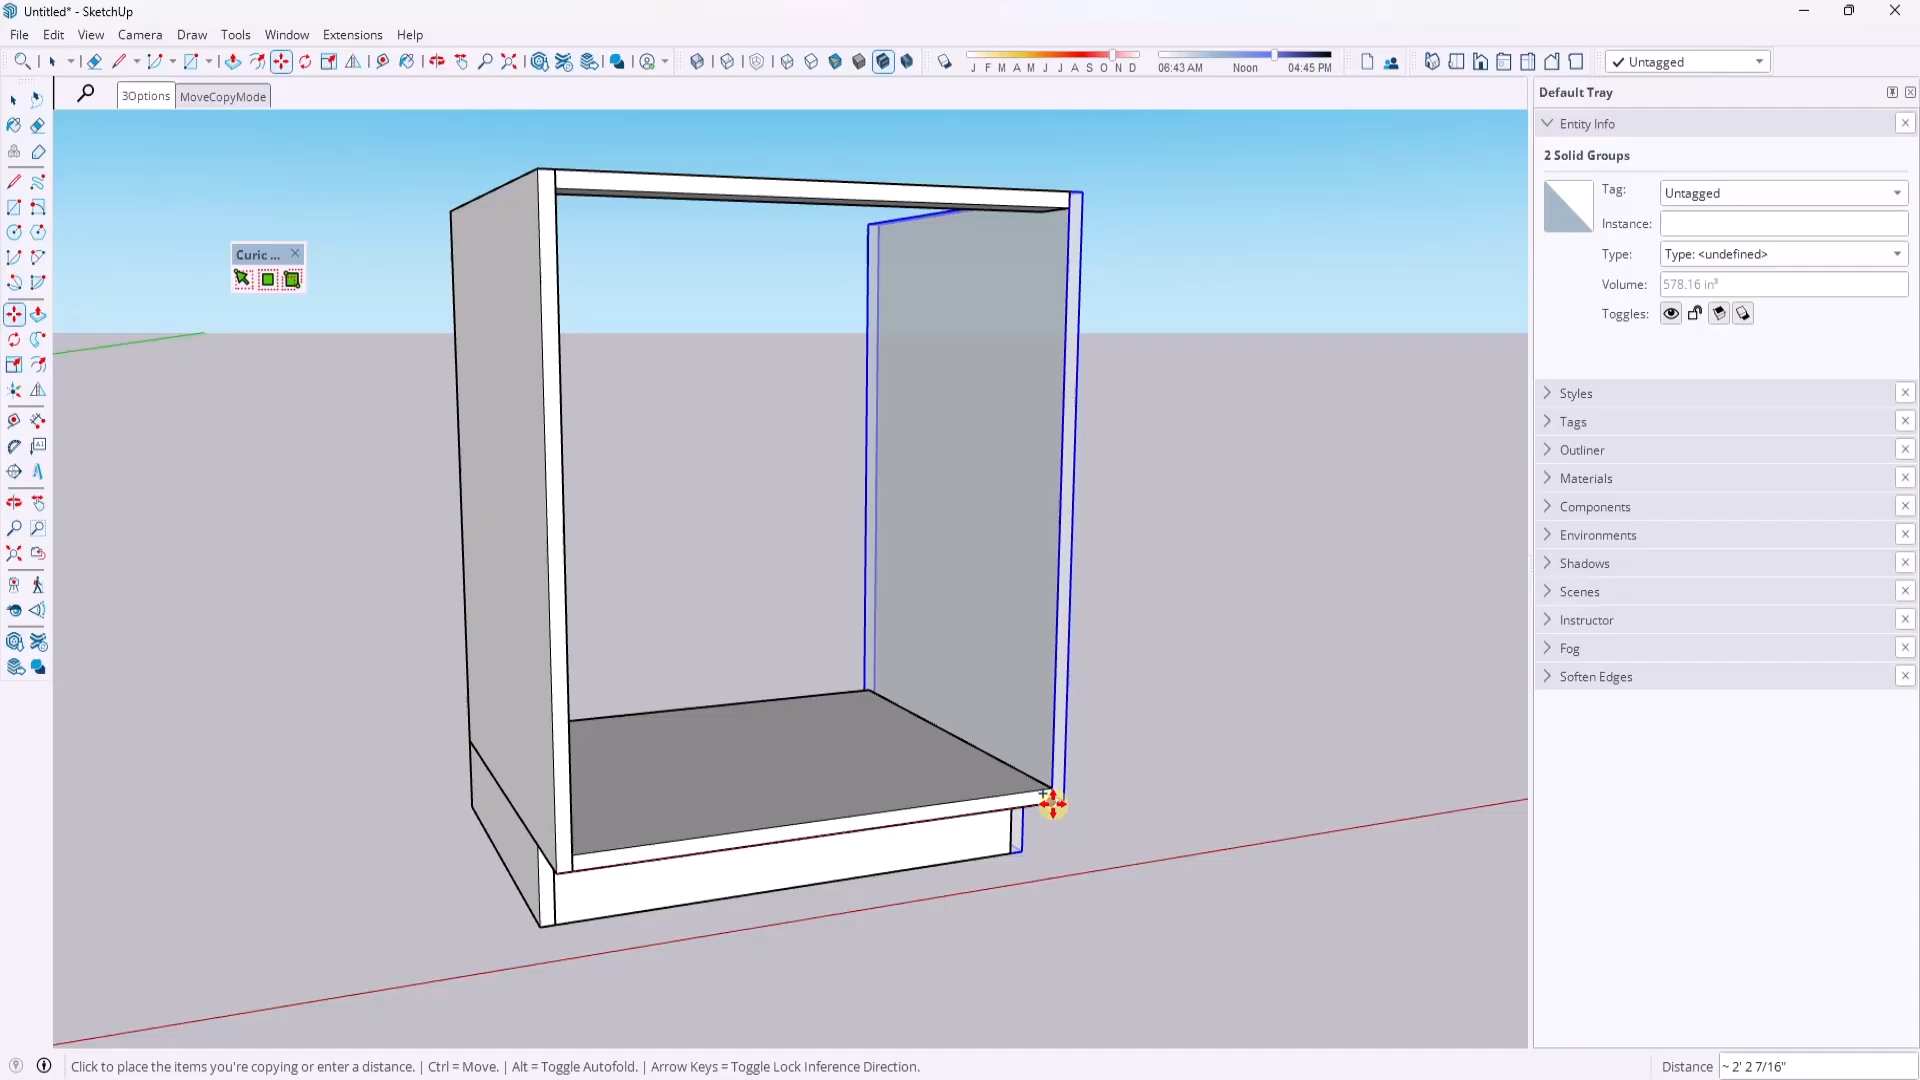 Untitled* - SketchUp
File Edit View Camera Draw Tools Window Extensions Help
J F M A M J J A S O N D
06:43 AM Noon 04:45 PM
Untagged
3Options
MoveCopyMode
Default Tray
Entity Info
2 Solid Groups
Tag: Untagged
Instance:
Type: Type: <undefined>
Volume: 578.16 in³
Toggles:
Curic ...
Styles
Tags
Outliner
Materials
Components
Environments
Shadows
Scenes
Instructor
Fog
Soften Edges
Click to place the items you're copying or enter a distance. | Ctrl = Move. | Alt = Toggle Autofold. | Arrow Keys = Toggle Lock Inference Direction.
Distance ~ 2' 2 7/16"